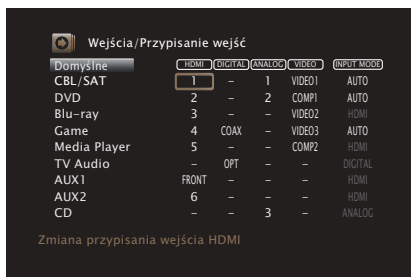 Wejścia/Przypisanie wejść
Domyślne HDMI DIGITAL ANALOG VIDEO INPUT MODE
CBL/SAT 1 – 1 VIDEO1 AUTO
DVD 2 – 2 COMP1 AUTO
Blu-ray 3 – – VIDEO2 HDMI
Game 4 COAX – VIDEO3 AUTO
Media Player 5 – – COMP2 HDMI
TV Audio – OPT – – DIGITAL
AUX1 FRONT – – – HDMI
AUX2 6 – – – HDMI
CD – – 3 – ANALOG
Zmiana przypisania wejścia HDMI